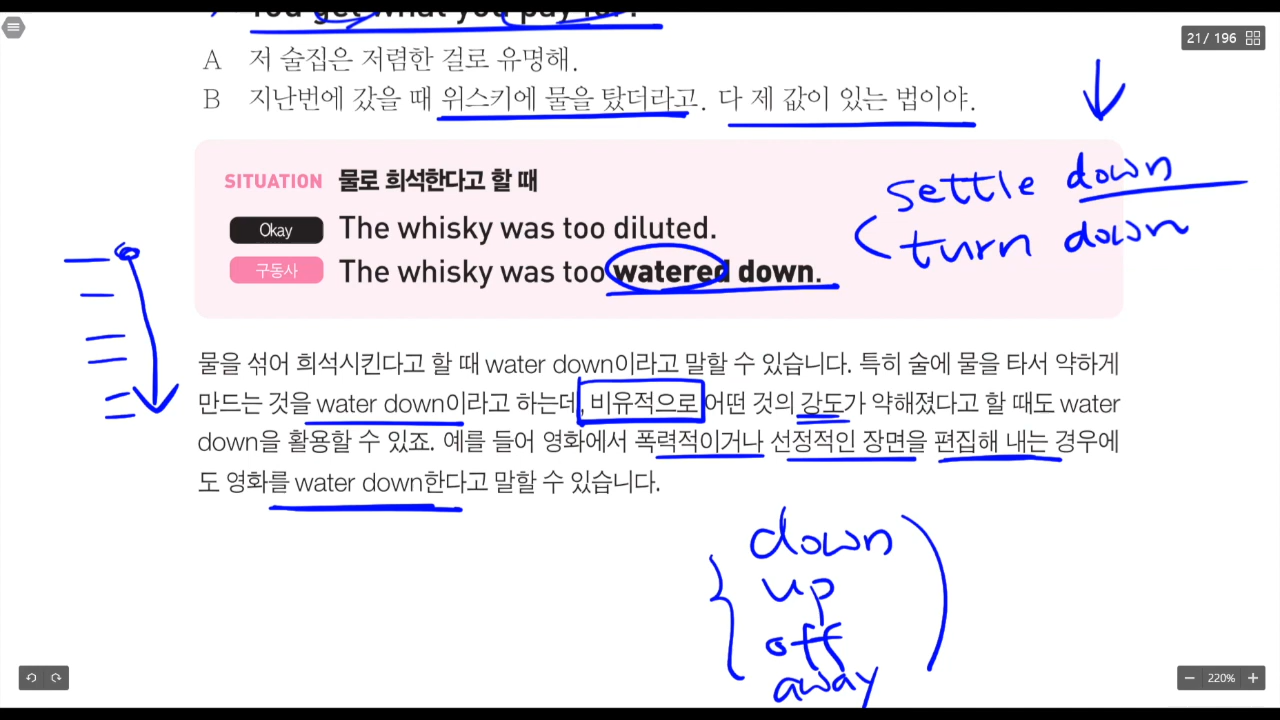 You get what you pay for.
21 / 196
A 저 술집은 저렴한 걸로 유명해.
B 지난번에 갔을 때 위스키에 물을 탔더라고. 다 제 값이 있는 법이야.
SITUATION 물로 희석한다고 할 때
Okay The whisky was too diluted.
구동사 The whisky was too watered down.
settle down
turn down
물을 섞어 희석시킨다고 할 때 water down이라고 말할 수 있습니다. 특히 술에 물을 타서 약하게
만드는 것을 water down이라고 하는데, 비유적으로 어떤 것의 강도가 약해졌다고 할 때도 water
down을 활용할 수 있죠. 예를 들어 영화에서 폭력적이거나 선정적인 장면을 편집해 내는 경우에
도 영화를 water down한다고 말할 수 있습니다.
down
up
off
away
220%